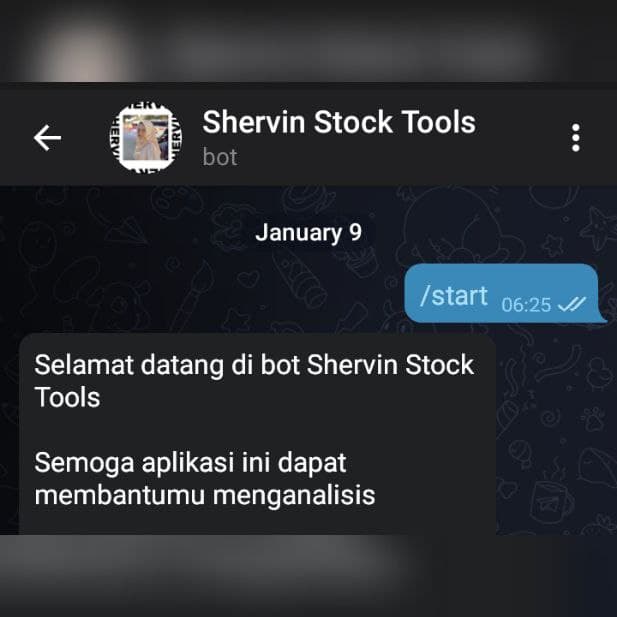 Shervin Stock Tools
bot
January 9
/start 06:25
Selamat datang di bot Shervin Stock
Tools
Semoga aplikasi ini dapat
membantumu menganalisis